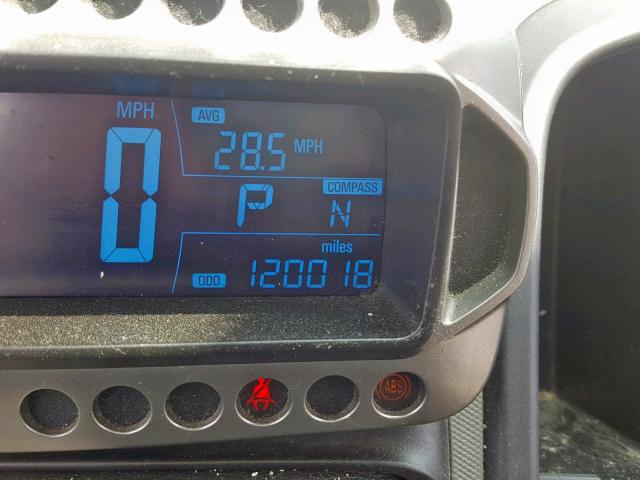 MPH
AVG
28.5 MPH
0
COMPASS
P N
miles
ODO 120018
ABS